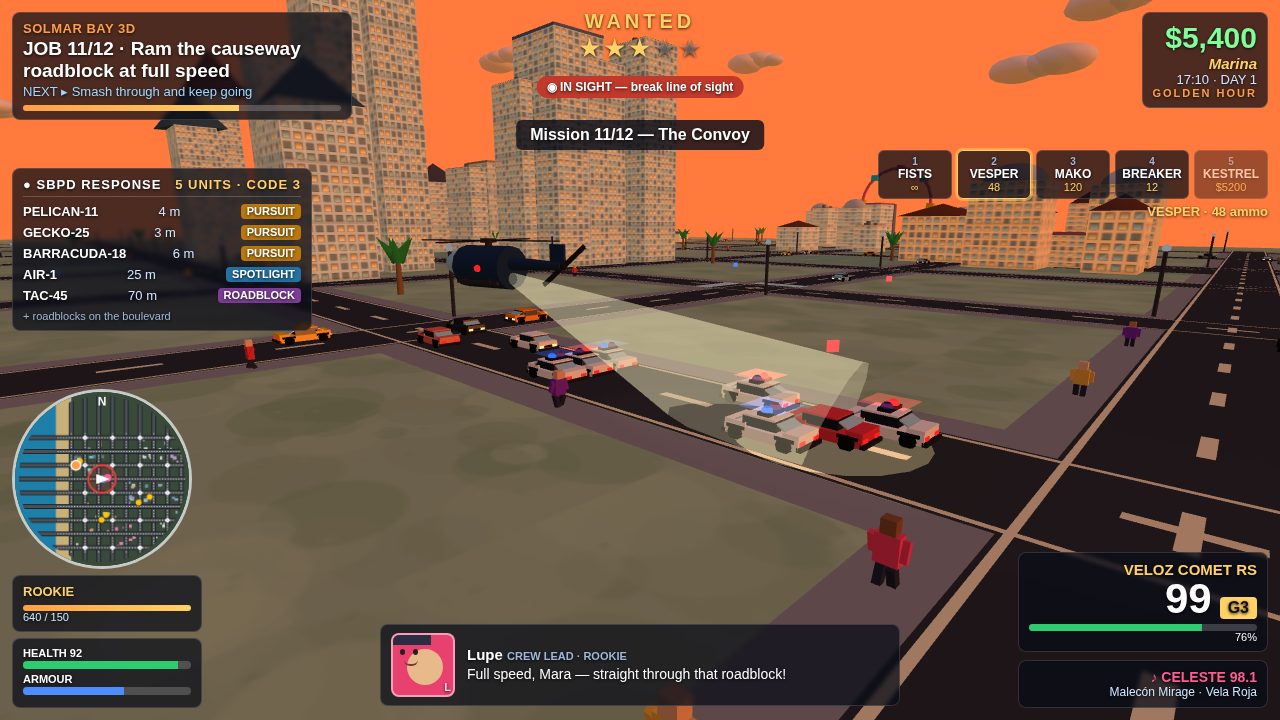 SOLMAR BAY 3D
JOB 11/12 · Ram the causeway
roadblock at full speed
NEXT ▸ Smash through and keep going
WANTED
★★★★★
◉ IN SIGHT — break line of sight
Mission 11/12 — The Convoy
$5,400
Marina
17:10 · DAY 1
GOLDEN HOUR
1 2 3 4 5
FISTS VESPER MAKO BREAKER KESTREL
∞ 48 120 12 $5200
VESPER · 48 ammo
● SBPD RESPONSE 5 UNITS · CODE 3
PELICAN-11 4 m PURSUIT
GECKO-25 3 m PURSUIT
BARRACUDA-18 6 m PURSUIT
AIR-1 25 m SPOTLIGHT
TAC-45 70 m ROADBLOCK
+ roadblocks on the boulevard
N
ROOKIE
640 / 150
HEALTH 92
ARMOUR
L
Lupe CREW LEAD · ROOKIE
Full speed, Mara — straight through that roadblock!
VELOZ COMET RS
99 G3
76%
♪ CELESTE 98.1
Malecón Mirage · Vela Roja